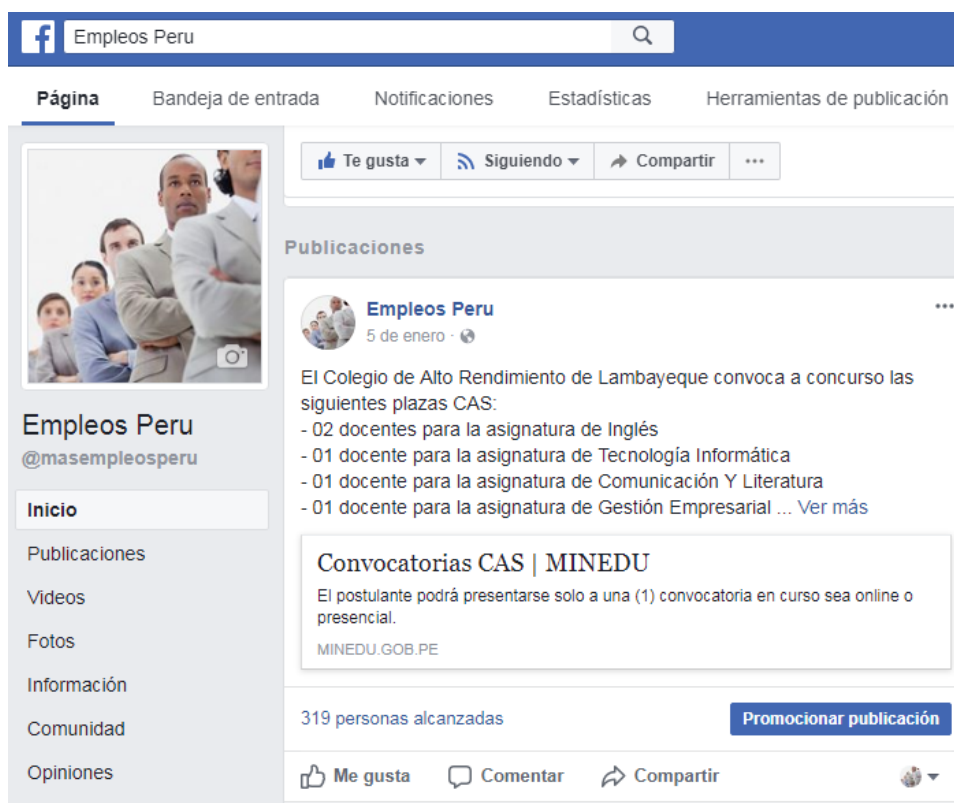 Empleos Peru
Página Bandeja de entrada Notificaciones Estadísticas Herramientas de publicación
Te gusta Siguiendo Compartir ...
Publicaciones
Empleos Peru
5 de enero ·
El Colegio de Alto Rendimiento de Lambayeque convoca a concurso las
siguientes plazas CAS:
- 02 docentes para la asignatura de Inglés
- 01 docente para la asignatura de Tecnología Informática
- 01 docente para la asignatura de Comunicación Y Literatura
- 01 docente para la asignatura de Gestión Empresarial ... Ver más
Convocatorias CAS | MINEDU
El postulante podrá presentarse solo a una (1) convocatoria en curso sea online o
presencial.
MINEDU.GOB.PE
319 personas alcanzadas Promocionar publicación
Me gusta Comentar Compartir
Empleos Peru
@masempleosperu
Inicio
Publicaciones
Videos
Fotos
Información
Comunidad
Opiniones